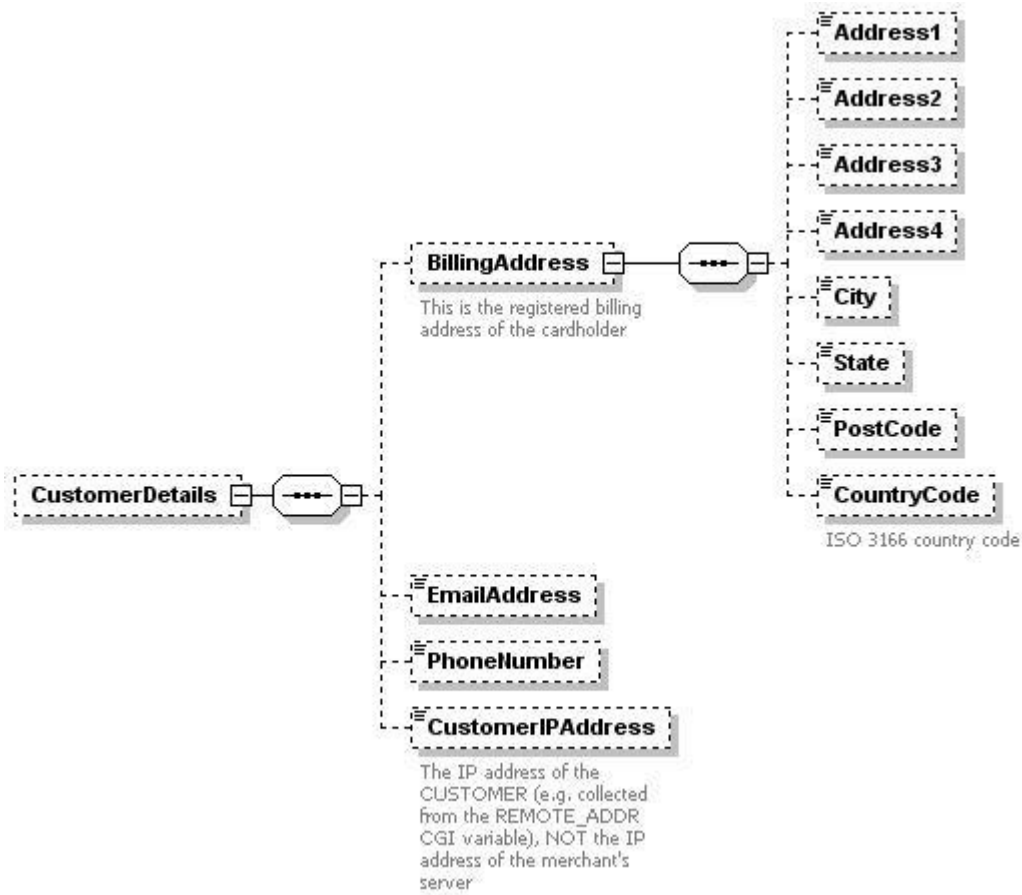 Address1
Address2
Address3
Address4
BillingAddress
This is the registered billing
address of the cardholder
City
State
PostCode
CustomerDetails
CountryCode
ISO 3166 country code
EmailAddress
PhoneNumber
CustomerIPAddress
The IP address of the
CUSTOMER (e.g. collected
from the REMOTE_ADDR
CGI variable), NOT the IP
address of the merchant's
server